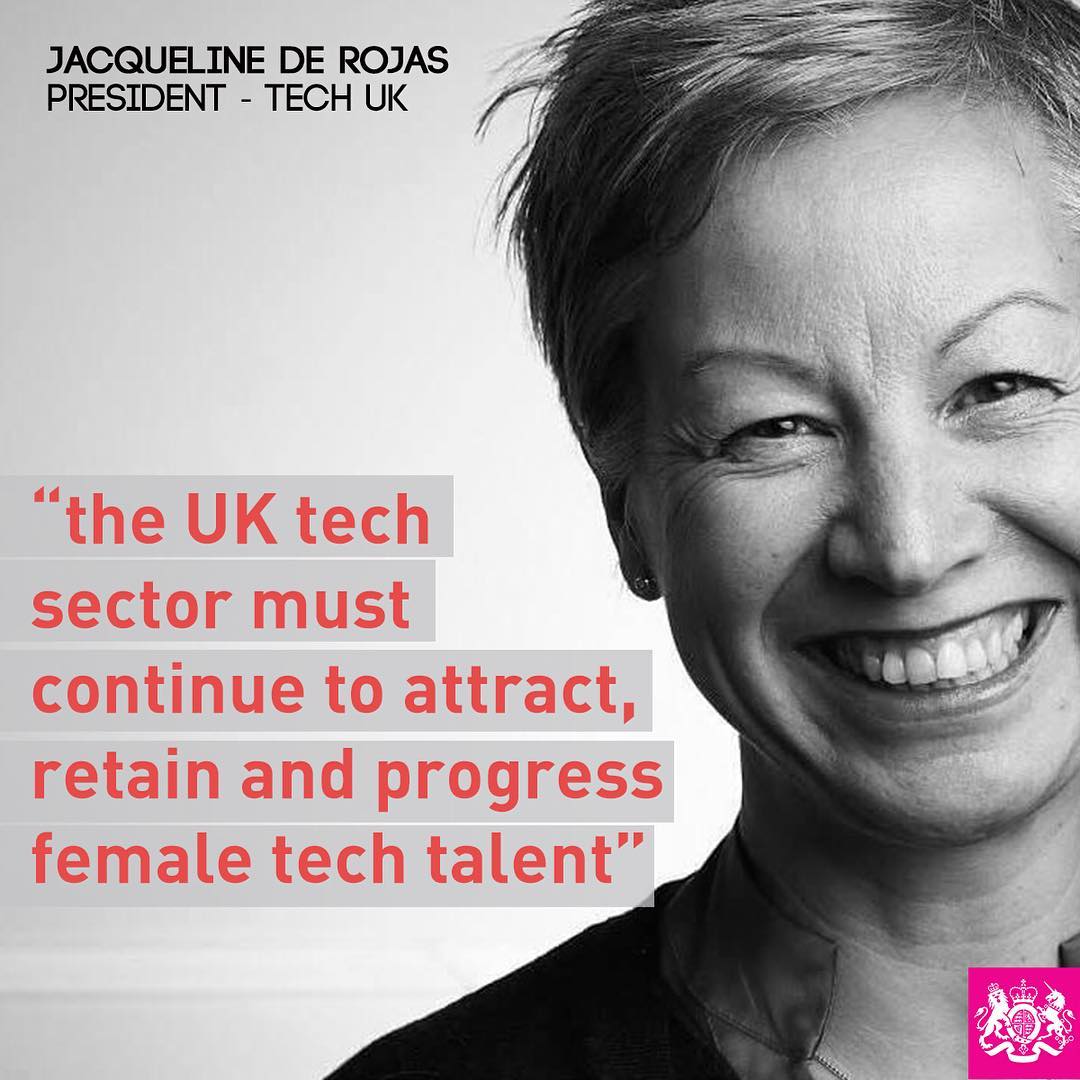 JACQUELINE DE ROJAS
PRESIDENT - TECH UK
“the UK tech
sector must
continue to attract,
retain and progress
female tech talent”